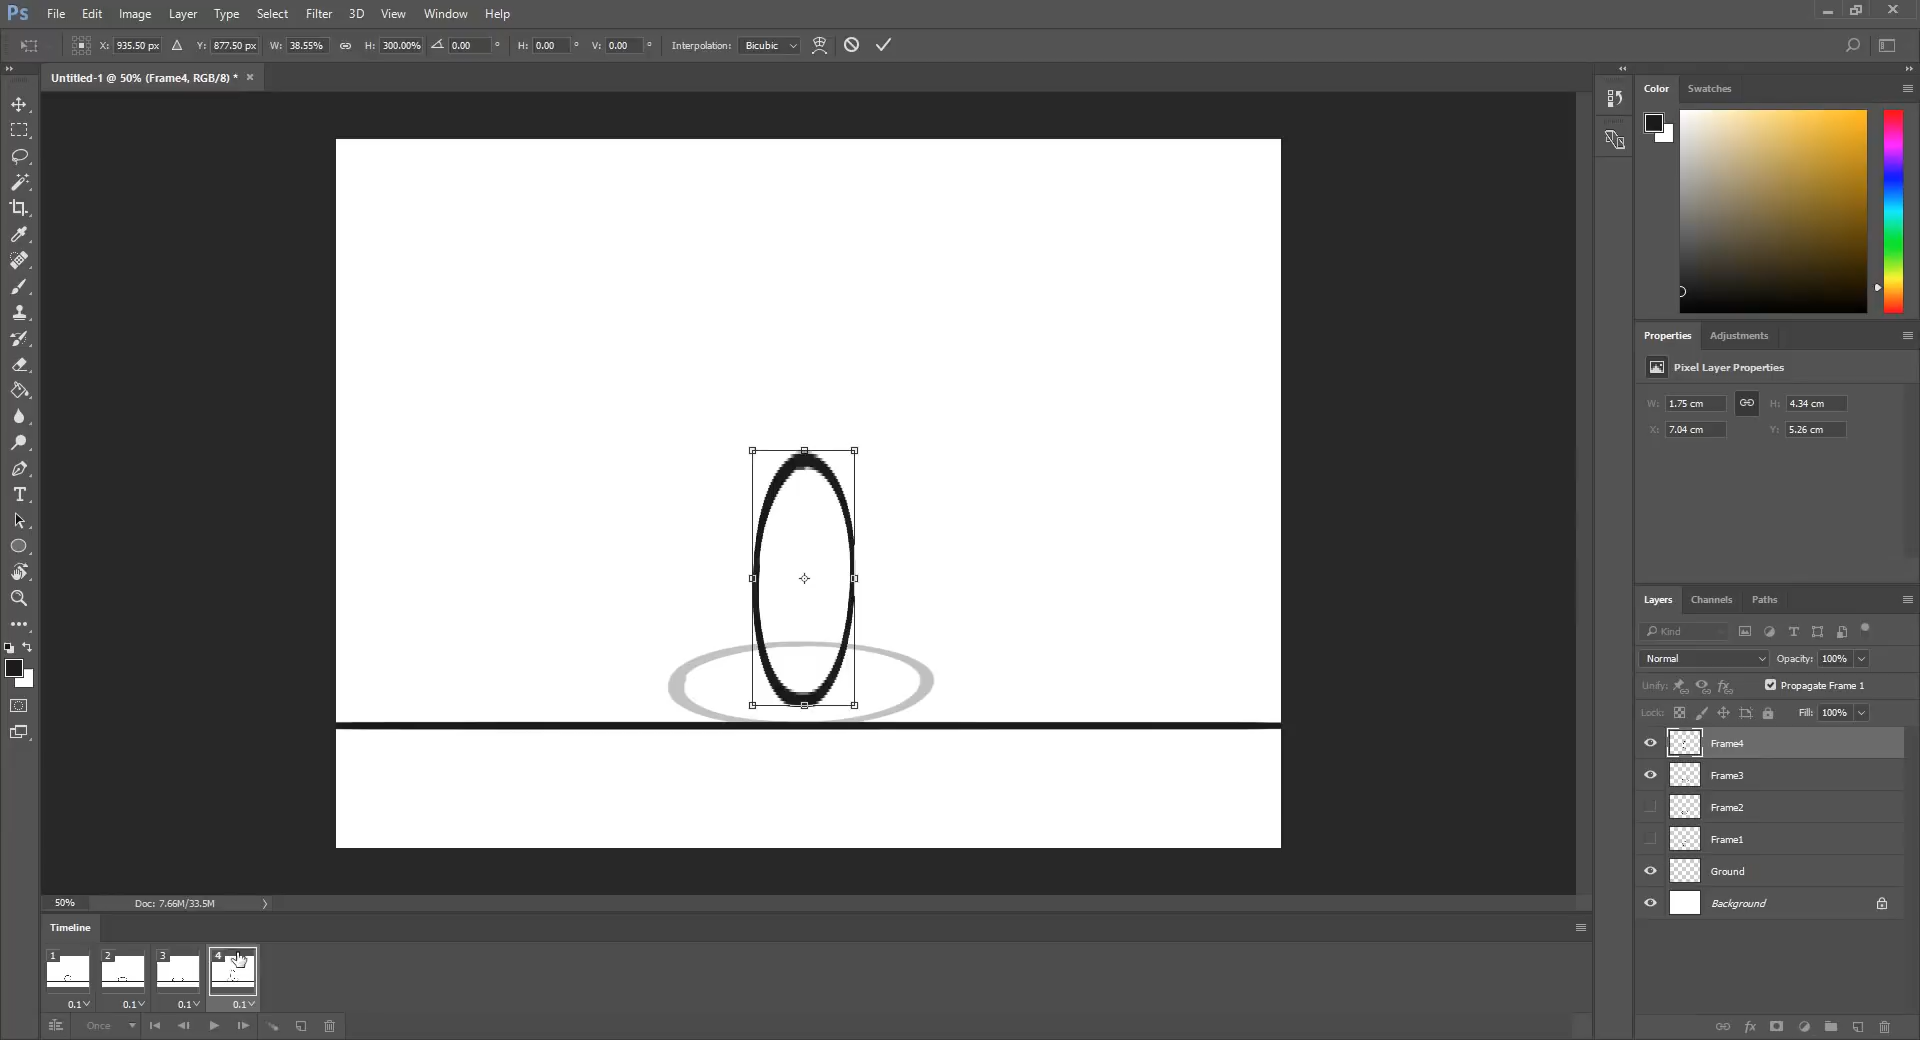 Ps File Edit Image Layer Type Select Filter 3D View Window Help
X: 935.50 px Y: 877.50 px W: 38.55% H: 300.00% 0.00 ° H: 0.00 ° V: 0.00 ° Interpolation: Bicubic
Untitled-1 @ 50% (Frame4, RGB/8) * ×
Color Swatches
Properties Adjustments
Pixel Layer Properties
W: 1.75 cm H: 4.34 cm
X: 7.04 cm Y: 5.26 cm
Layers Channels Paths
Kind
Normal Opacity: 100%
Unify: Propagate Frame 1
Lock: Fill: 100%
Frame4
Frame3
Frame2
Frame1
Ground
Background
50% Doc: 7.66M/33.5M
Timeline
1 2 3 4
0.1 0.1 0.1 0.1
Once